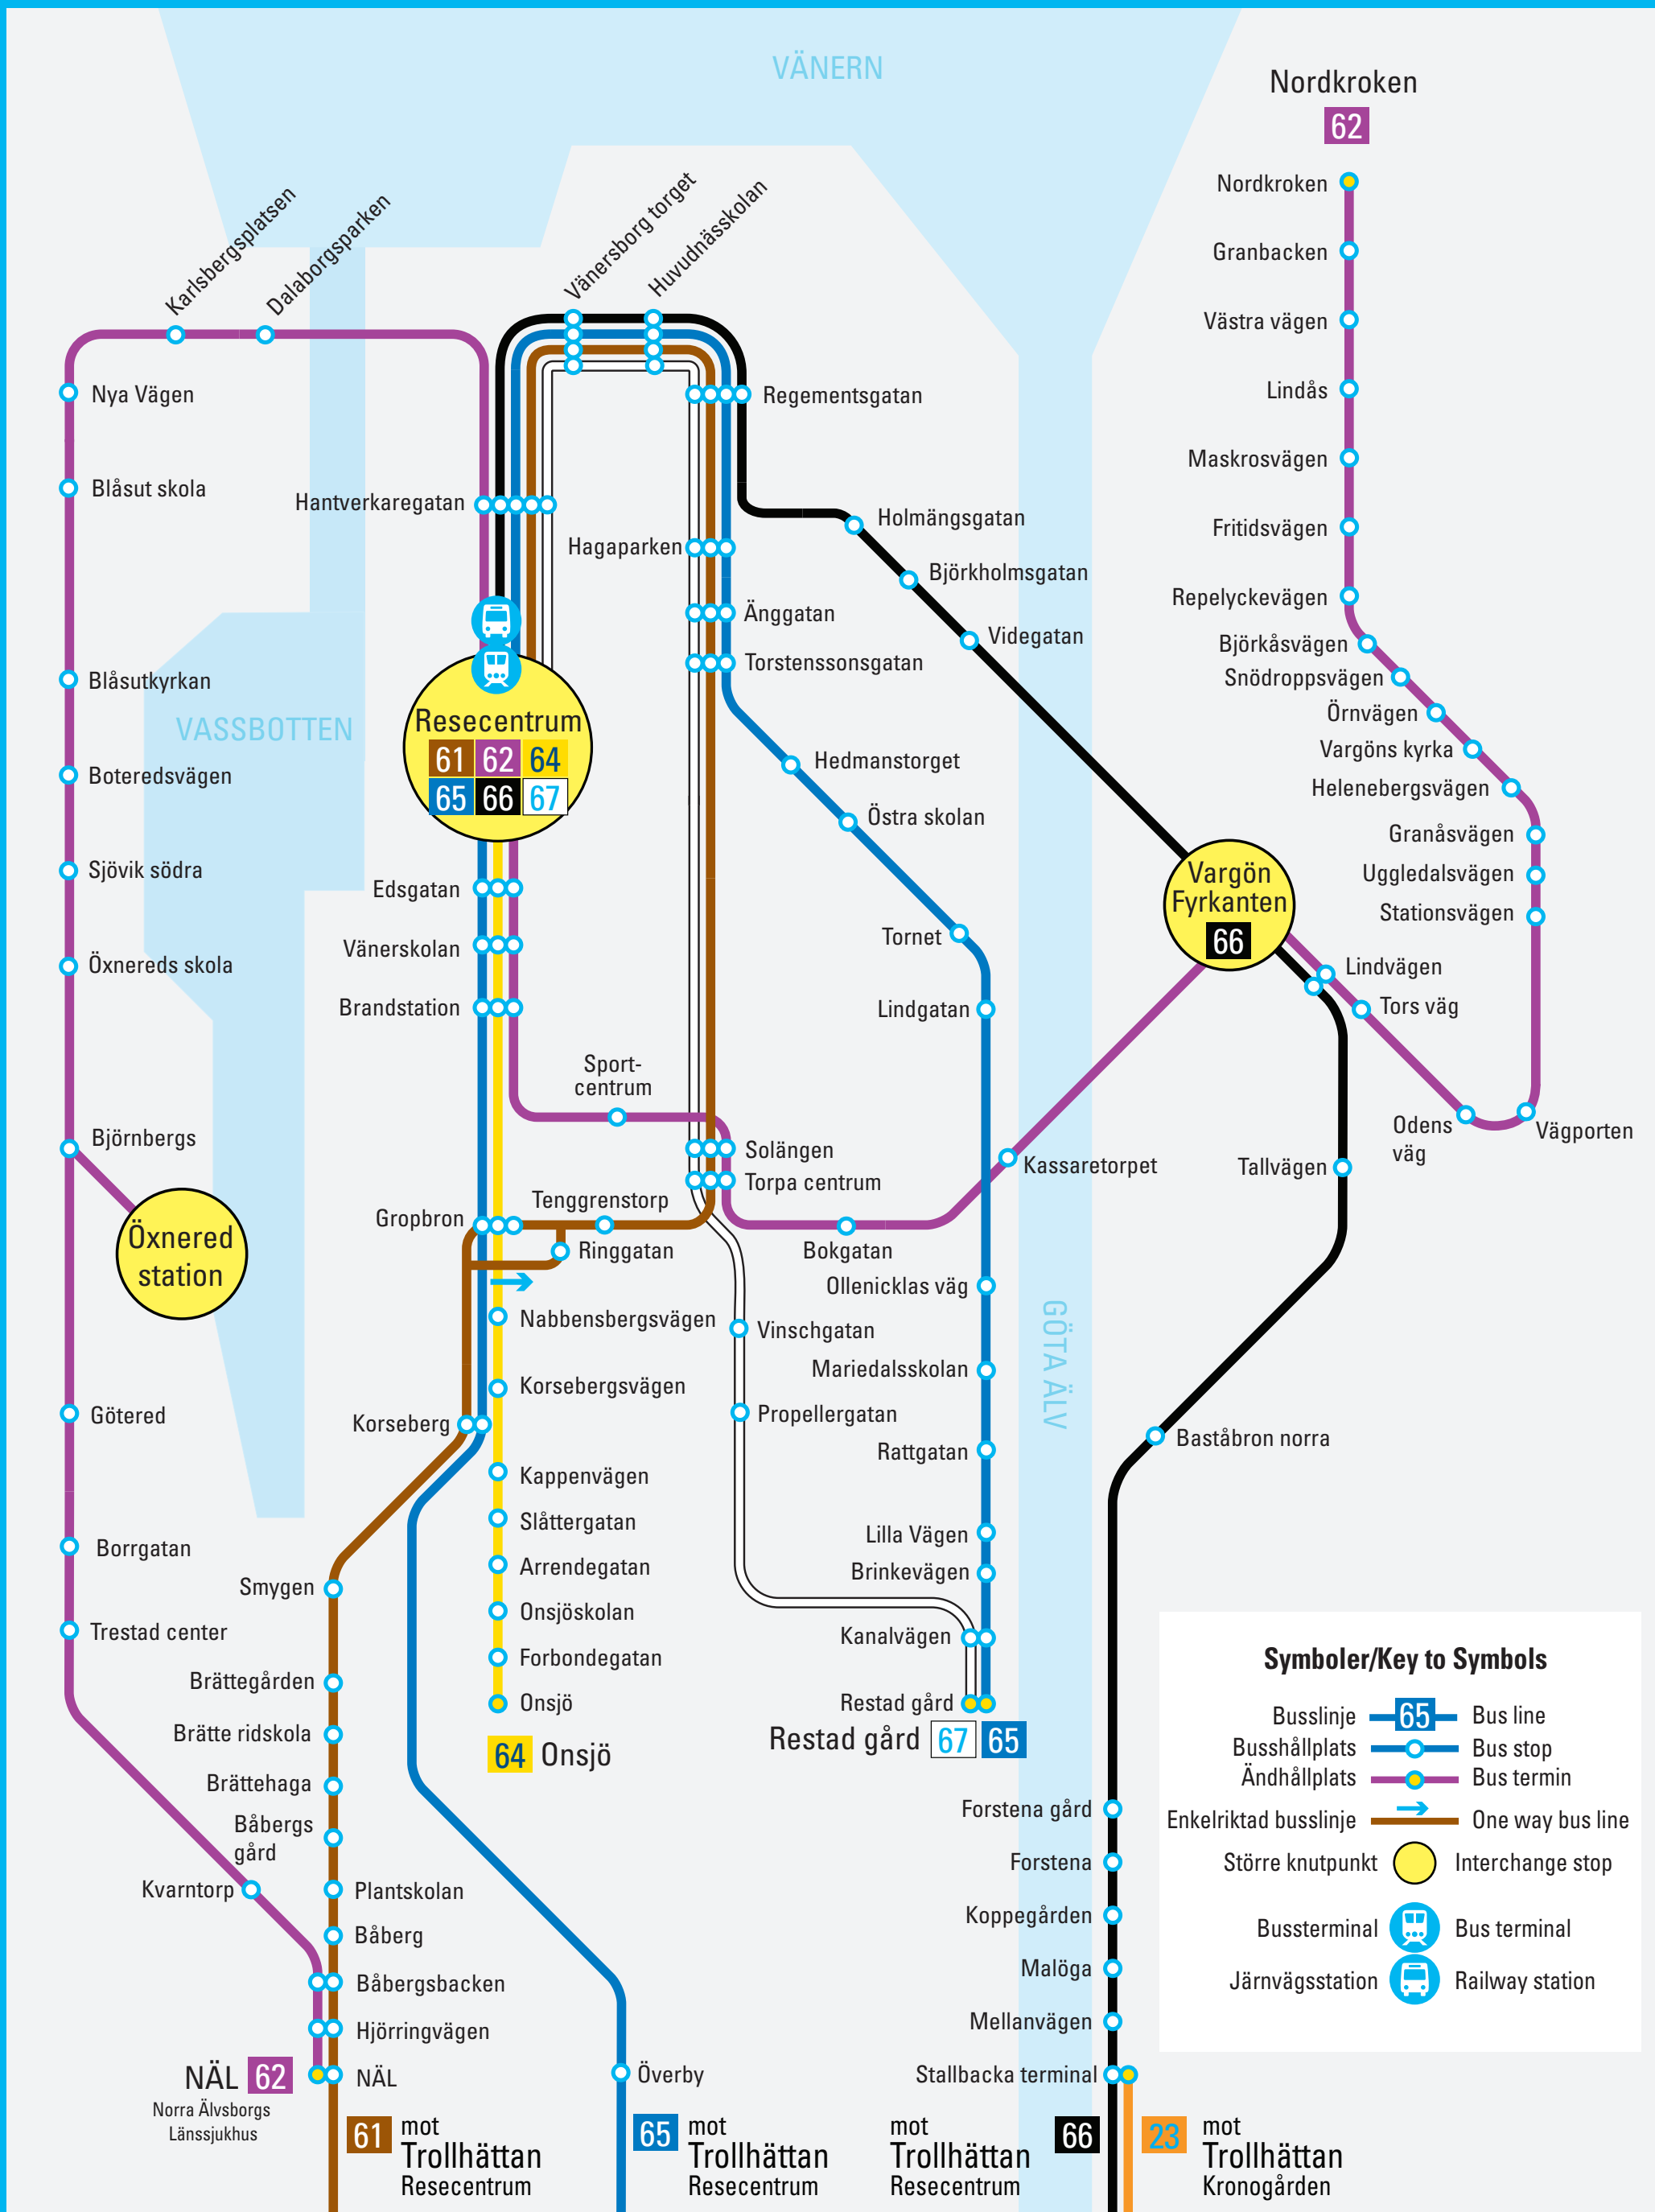 VÄNERN
Nordkroken
62
Nordkroken
Granbacken
Västra vägen
Lindås
Maskrosvägen
Fritidsvägen
Repelyckevägen
Björkåsvägen
Snödroppsvägen
Örnvägen
Vargöns kyrka
Helenebergsvägen
Granåsvägen
Uggledalsvägen
Stationsvägen
Vägporten
Odens
väg
Tors väg
Lindvägen
Vargön
Fyrkanten
66
Karlsbergsplatsen
Dalaborgsparken
Vänersborg torget
Huvudnässkolan
Nya Vägen
Blåsut skola
Blåsutkyrkan
Boteredsvägen
Sjövik södra
Öxnereds skola
Björnbergs
Öxnered
station
Götered
Borrgatan
Trestad center
Kvarntorp
VASSBOTTEN
Hantverkaregatan
Regementsgatan
Hagaparken
Änggatan
Torstenssonsgatan
Holmängsgatan
Björkholmsgatan
Videgatan
Resecentrum
61 62 64
65 66 67
Hedmanstorget
Östra skolan
Tornet
Lindgatan
Edsgatan
Vänerskolan
Brandstation
Sport-
centrum
Solängen
Torpa centrum
Kassaretorpet
Bokgatan
Tenggrenstorp
Gropbron
Ringgatan
Nabbensbergsvägen
Korsebergsvägen
Korseberg
Kappenvägen
Slåttergatan
Arrendegatan
Onsjöskolan
Forbondegatan
Onsjö
64 Onsjö
Vinschgatan
Propellergatan
Ollenicklas väg
Mariedalsskolan
Rattgatan
Lilla Vägen
Brinkevägen
Kanalvägen
Restad gård
Restad gård 67 65
GÖTA ÄLV
Tallvägen
Baståbron norra
Forstena gård
Forstena
Koppegården
Malöga
Mellanvägen
Stallbacka terminal
Smygen
Brättegården
Brätte ridskola
Brättehaga
Båbergs
gård
Plantskolan
Båberg
Båbergsbacken
Hjörringvägen
NÄL
NÄL 62
Norra Älvsborgs
Länssjukhus
Överby
61 mot
Trollhättan
Resecentrum
65 mot
Trollhättan
Resecentrum
mot 66
Trollhättan
Resecentrum
23 mot
Trollhättan
Kronogården
Symboler/Key to Symbols
Busslinje 65 Bus line
Busshållplats Bus stop
Ändhållplats Bus termin
Enkelriktad busslinje One way bus line
Större knutpunkt Interchange stop
Bussterminal Bus terminal
Järnvägsstation Railway station